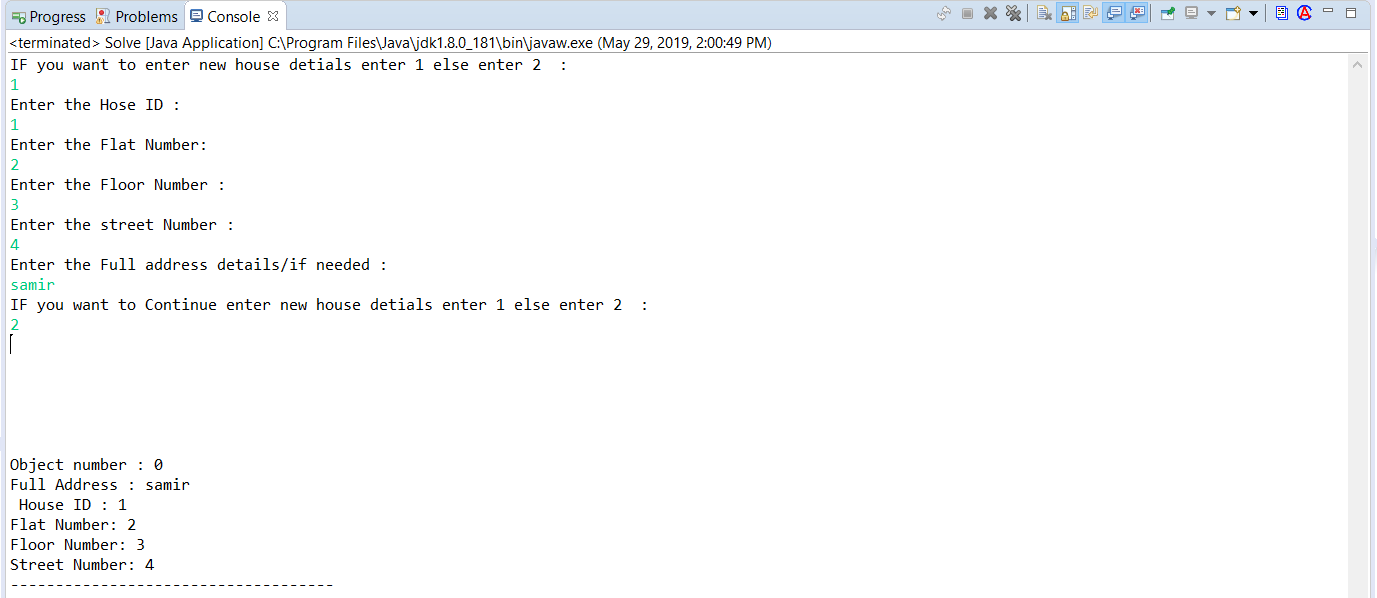 Progress Problems Console
<terminated> Solve [Java Application] C:\Program Files\Java\jdk1.8.0_181\bin\javaw.exe (May 29, 2019, 2:00:49 PM)
IF you want to enter new house detials enter 1 else enter 2  :
1
Enter the Hose ID :
1
Enter the Flat Number:
2
Enter the Floor Number :
3
Enter the street Number :
4
Enter the Full address details/if needed :
samir
IF you want to Continue enter new house detials enter 1 else enter 2  :
2
Object number : 0
Full Address : samir
 House ID : 1
Flat Number: 2
Floor Number: 3
Street Number: 4
------------------------------------